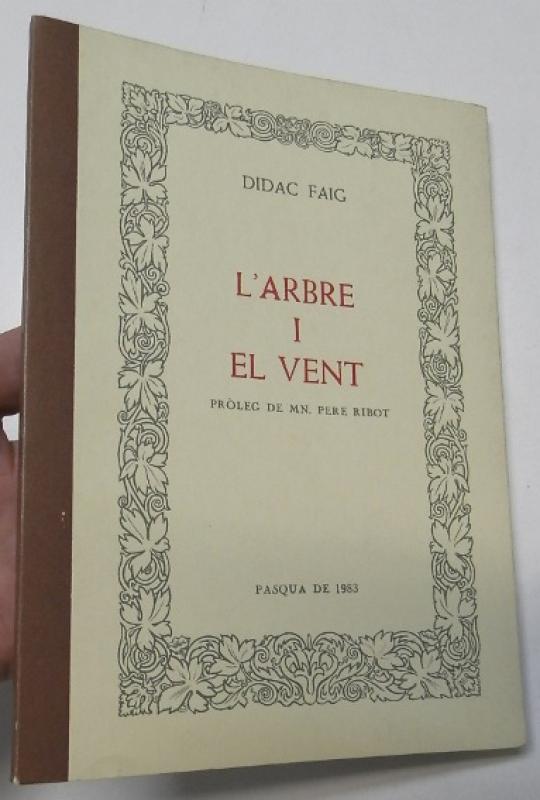 DIDAC FAIG
L'ARBRE
I
EL VENT
PRÒLEG DE MN. PERE RIBOT
PASQUA DE 1983